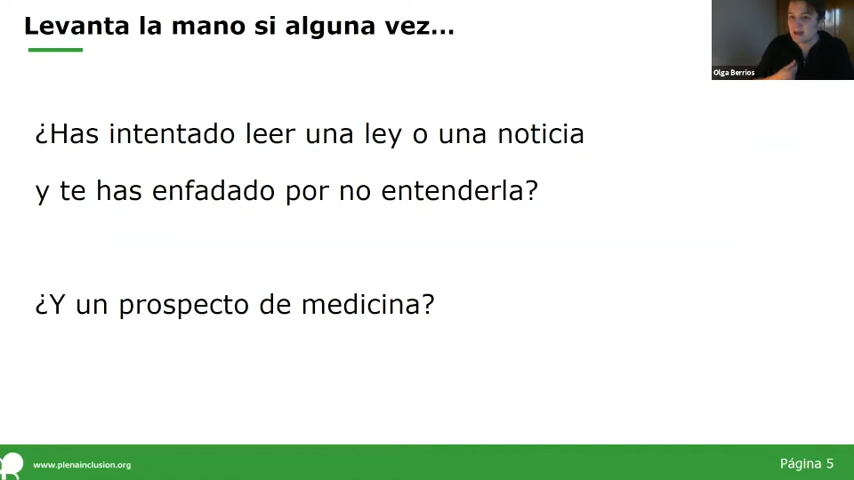 Levanta la mano si alguna vez...
Olga Berrios
¿Has intentado leer una ley o una noticia
y te has enfadado por no entenderla?
¿Y un prospecto de medicina?
www.plenainclusion.org
Página 5